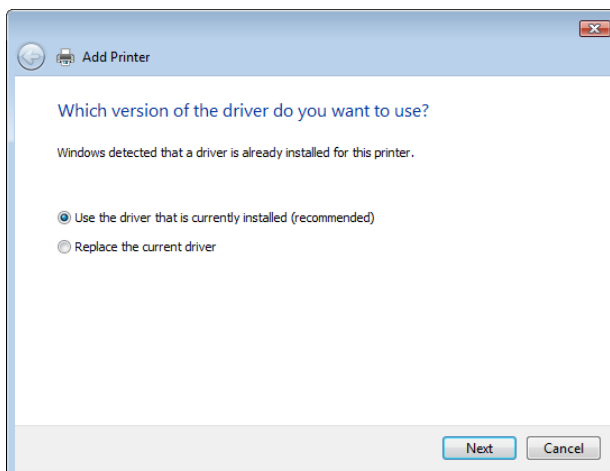 Add Printer
Which version of the driver do you want to use?
Windows detected that a driver is already installed for this printer.
Use the driver that is currently installed (recommended)
Replace the current driver
Next
Cancel